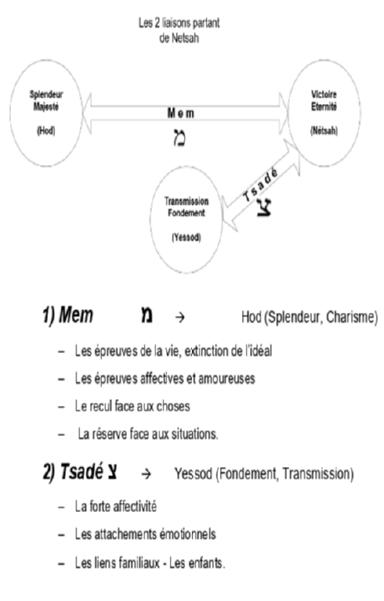 Les 2 liaisons partant
de Netsah
Splendeur
Majesté
(Hod)
Mem
מ
Victoire
Eternité
(Nétsah)
Tsadé
צ
Transmission
Fondement
(Yessod)
1) Mem מ → Hod (Splendeur, Charisme)
– Les épreuves de la vie, extinction de l'idéal
– Les épreuves affectives et amoureuses
– Le recul face aux choses
– La réserve face aux situations.
2) Tsadé צ → Yessod (Fondement, Transmission)
– La forte affectivité
– Les attachements émotionnels
– Les liens familiaux - Les enfants.